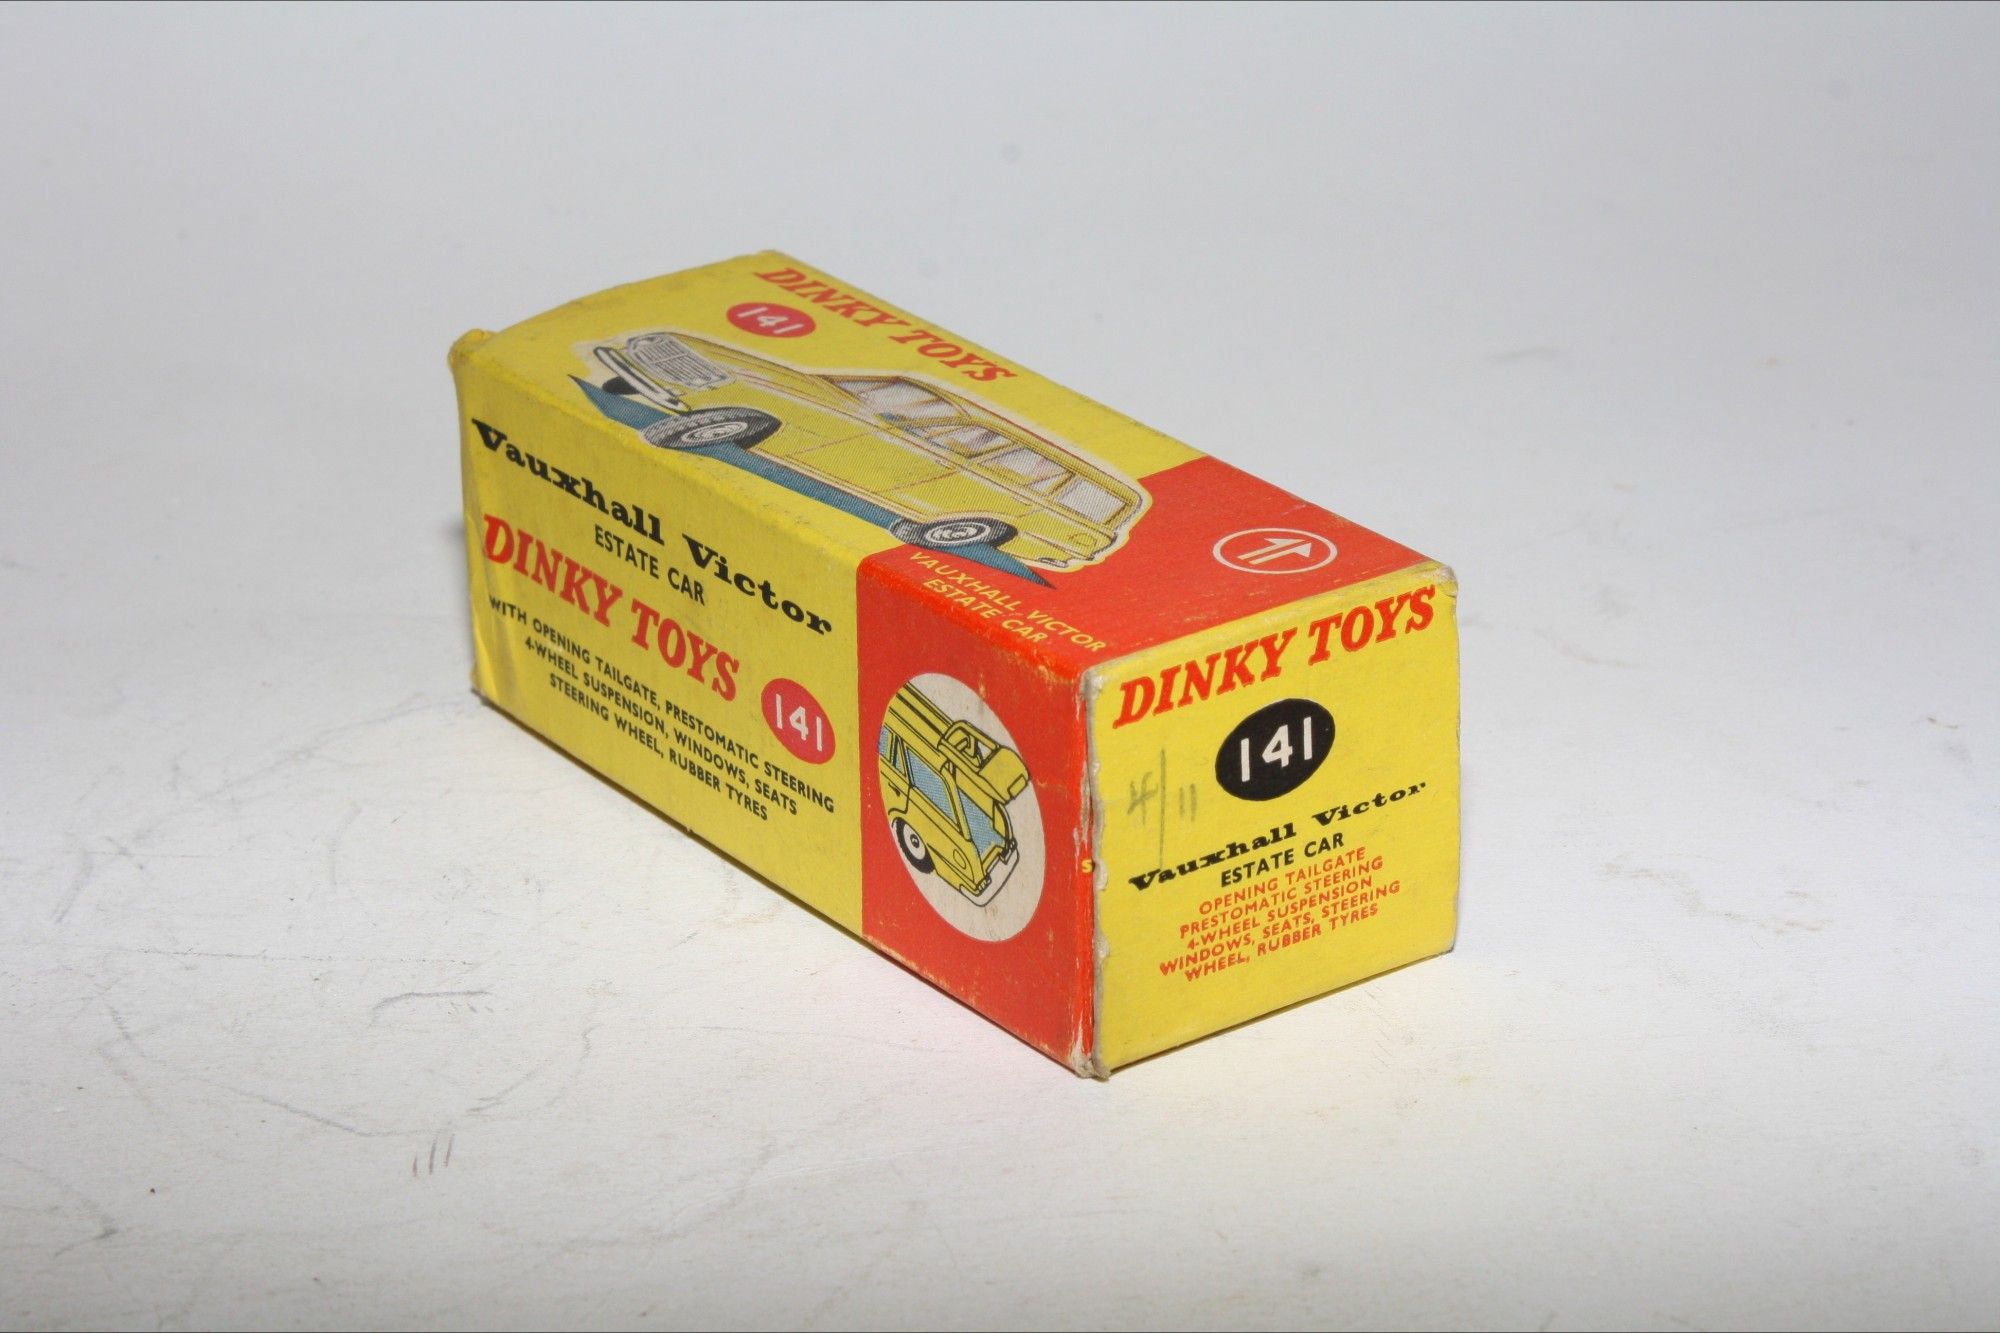 DINKY TOYS
141
VAUXHALL VICTOR
ESTATE CAR
Vauxhall Victor
ESTATE CAR
DINKY TOYS
141
WITH OPENING TAILGATE, PRESTOMATIC STEERING
4-WHEEL SUSPENSION, WINDOWS, SEATS
STEERING WHEEL, RUBBER TYRES
S
DINKY TOYS
141
4/11
Vauxhall Victor
ESTATE CAR
OPENING TAILGATE
PRESTOMATIC STEERING
4-WHEEL SUSPENSION
WINDOWS, SEATS, STEERING
WHEEL, RUBBER TYRES